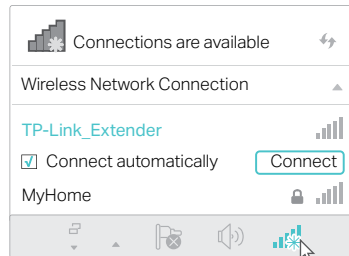 Connections are available
Wireless Network Connection
TP-Link_Extender
Connect automatically Connect
MyHome